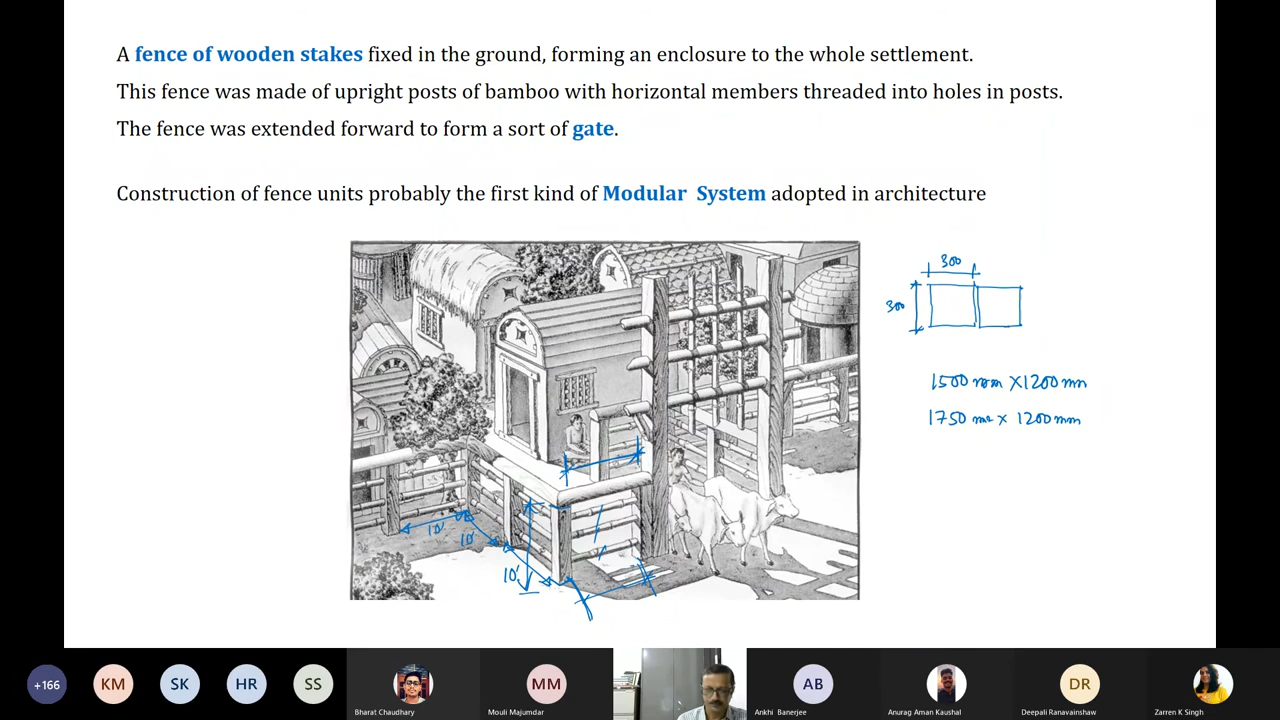 A fence of wooden stakes fixed in the ground, forming an enclosure to the whole settlement.
This fence was made of upright posts of bamboo with horizontal members threaded into holes in posts.
The fence was extended forward to form a sort of gate.
Construction of fence units probably the first kind of Modular System adopted in architecture
300
300
1500 mm X 1200 mm
1750 mm x 1200 mm
10'
10'
10'
+166
KM
SK
HR
SS
Bharat Chaudhary
MM
Mouli Majumdar
AB
Ankhi Banerjee
Anurag Aman Kaushal
DR
Deepali Ranavainshaw
Zarren K Singh